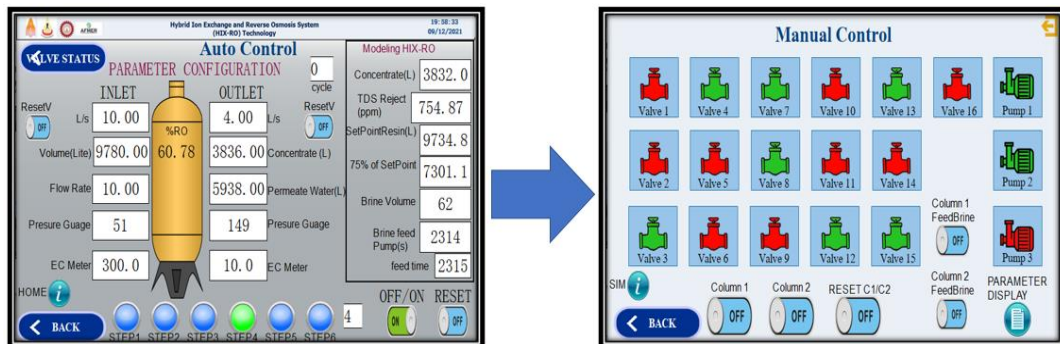 AFNER
Hybrid Ion Exchange and Reverse Osmosis System
(HIX-RO) Technology
19:58:33
09/12/2021
VALVE STATUS
Auto Control
PARAMETER CONFIGURATION
0
cycle
INLET
OUTLET
ResetV
OFF
L/s
10.00
4.00
L/s
ResetV
OFF
%RO
60.78
Volume(Lite)
9780.00
3836.00
Concentrate (L)
Flow Rate
10.00
5938.00
Permeate Water(L)
Presure Guage
51
149
Presure Guage
EC Meter
300.0
10.0
EC Meter
Modeling HIX-RO
Concentrate(L)
3832.0
TDS Reject
(ppm)
754.87
SetPointResin(L)
9734.8
75% of SetPoint
7301.1
Brine Volume
62
Brine feed
Pump(s)
2314
feed time
2315
HOME
i
BACK
STEP1 STEP2 STEP3 STEP4 STEP5 STEP6
4
OFF/ON
ON
RESET
OFF
Manual Control
Valve 1
Valve 4
Valve 7
Valve 10
Valve 13
Valve 16
Pump 1
Valve 2
Valve 5
Valve 8
Valve 11
Valve 14
Pump 2
Valve 3
Valve 6
Valve 9
Valve 12
Valve 15
Column 1
FeedBrine
OFF
Pump 3
SIM
i
BACK
Column 1
OFF
Column 2
OFF
RESET C1/C2
OFF
Column 2
FeedBrine
OFF
PARAMETER
DISPLAY